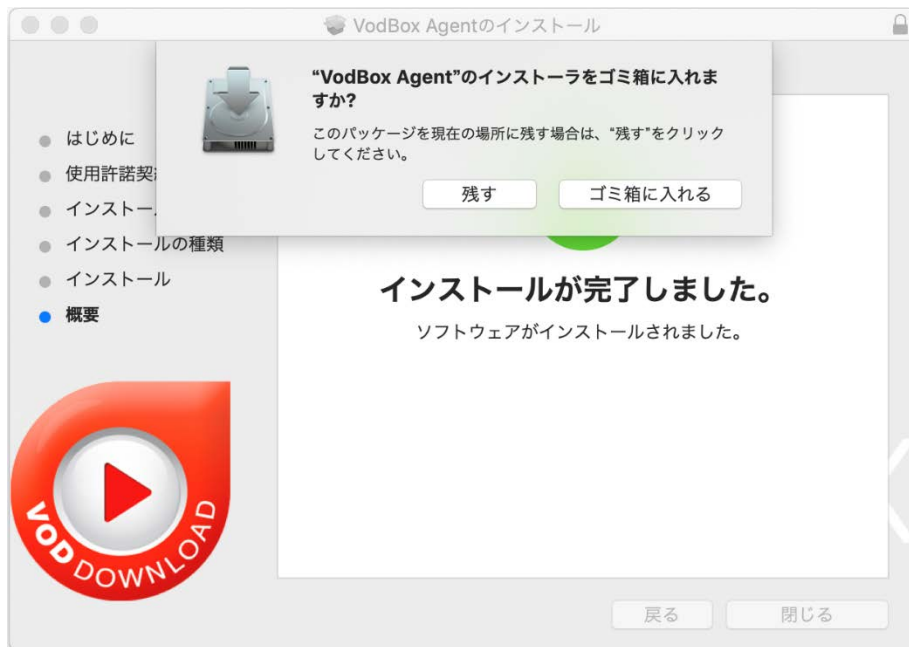 VodBox Agentのインストール
“VodBox Agent”のインストーラをゴミ箱に入れま
すか?
このパッケージを現在の場所に残す場合は、“残す”をクリック
してください。
残す
ゴミ箱に入れる
はじめに
使用許諾契
インストー
インストールの種類
インストール
概要
インストールが完了しました。
ソフトウェアがインストールされました。
VOD DOWNLOAD
戻る
閉じる